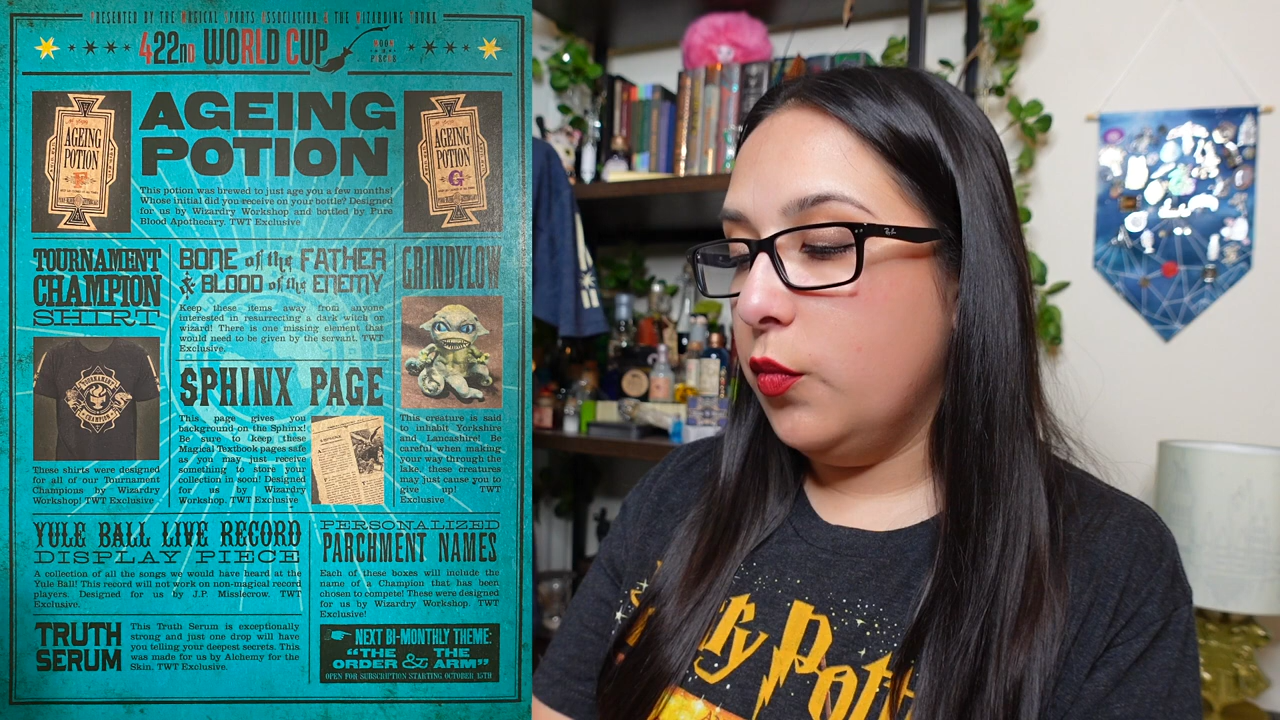 PRESENTED BY THE MAGICAL SPORTS ASSOCIATION & THE WIZARDING TRUNK
422ND WORLD CUP
AGEING
POTION
AGEING
POTION
F
AGEING
POTION
G
This potion was brewed to just age you a few months!
Whose initial did you receive on your bottle? Designed
for us by Wizardry Workshop and bottled by Pure
Blood Apothecary. TWT Exclusive
TOURNAMENT
CHAMPION
SHIRT
TOURNAMENT
CHAMPION
These shirts were designed
for all of our Tournament
Champions by Wizardry
Workshop! TWT Exclusive
BONE of the FATHER
& BLOOD of the ENEMY
Keep these items away from anyone
interested in resurrecting a dark witch or
wizard! There is one missing element that
would need to be given by the servant. TWT
Exclusive.
SPHINX PAGE
This page gives you
background on the Sphinx!
Be sure to keep these
Magical Textbook pages safe
as you may just receive
something to store your
collection in soon! Designed
for us by Wizardry
Workshop. TWT Exclusive
GRINDYLOW
This creature is said
to inhabit Yorkshire
and Lancashire! Be
careful when making
your way through the
lake, these creatures
may just cause you to
give up! TWT
Exclusive
YULE BALL LIVE RECORD
DISPLAY PIECE
A collection of all the songs we would have heard at the
Yule Ball! This record will not work on non-magical record
players. Designed for us by J.P. Misslecrow. TWT
Exclusive.
PERSONALIZED
PARCHMENT NAMES
Each of these boxes will include the
name of a Champion that has been
chosen to compete! These were designed
for us by Wizardry Workshop. TWT
Exclusive!
TRUTH
SERUM
This Truth Serum is exceptionally
strong and just one drop will have
you telling your deepest secrets. This
was made for us by Alchemy for the
Skin. TWT Exclusive.
NEXT BI-MONTHLY THEME:
"THE THE
ORDER & ARM"
OPEN FOR SUBSCRIPTION STARTING OCTOBER 15TH
Ray-Ban
Harry Potter